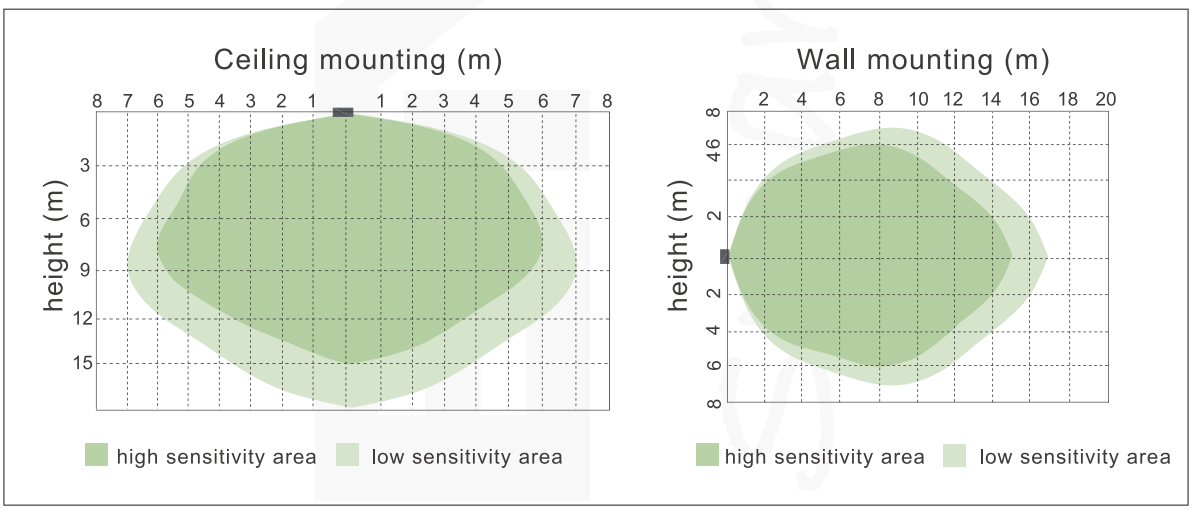 Ceiling mounting (m)
8 7 6 5 4 3 2 1 1 2 3 4 5 6 7 8
height (m)
3
6
9
12
15
high sensitivity area low sensitivity area
Wall mounting (m)
2 4 6 8 10 12 14 16 18 20
height (m)
8
46
2
2
4
6
8
high sensitivity area low sensitivity area